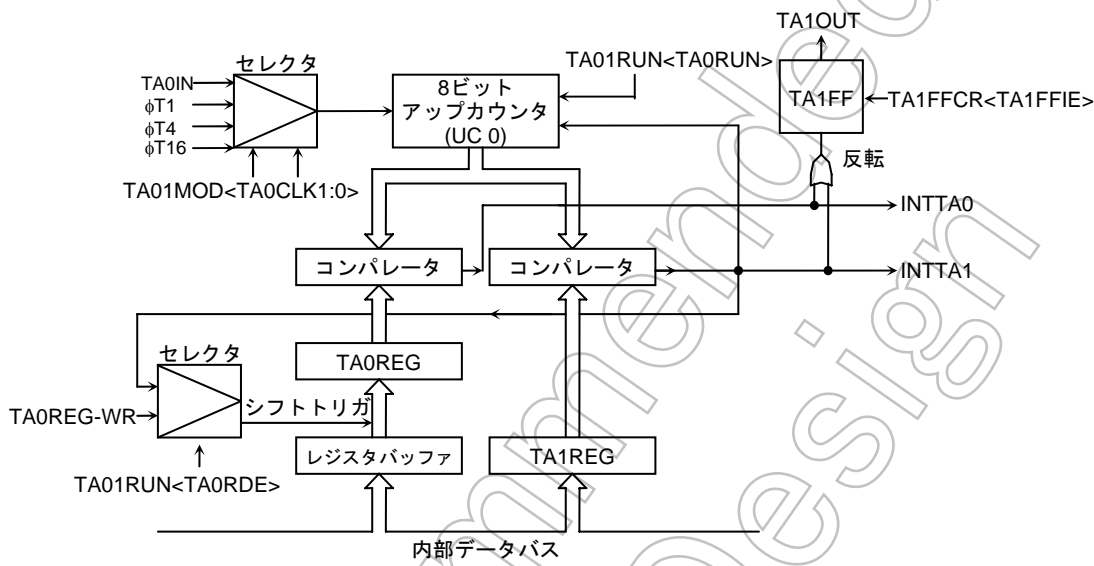 TA1OUT
セレクタ
TA01RUN<TA0RUN>
TA0IN
φT1
φT4
φT16
8ビット
アップカウンタ
(UC 0)
TA1FF
TA1FFCR<TA1FFIE>
TA01MOD<TA0CLK1:0>
反転
INTTA0
コンパレータ
コンパレータ
INTTA1
セレクタ
TA0REG
TA0REG-WR
シフトトリガ
レジスタバッファ
TA1REG
TA01RUN<TA0RDE>
内部データバス
mmended
Design